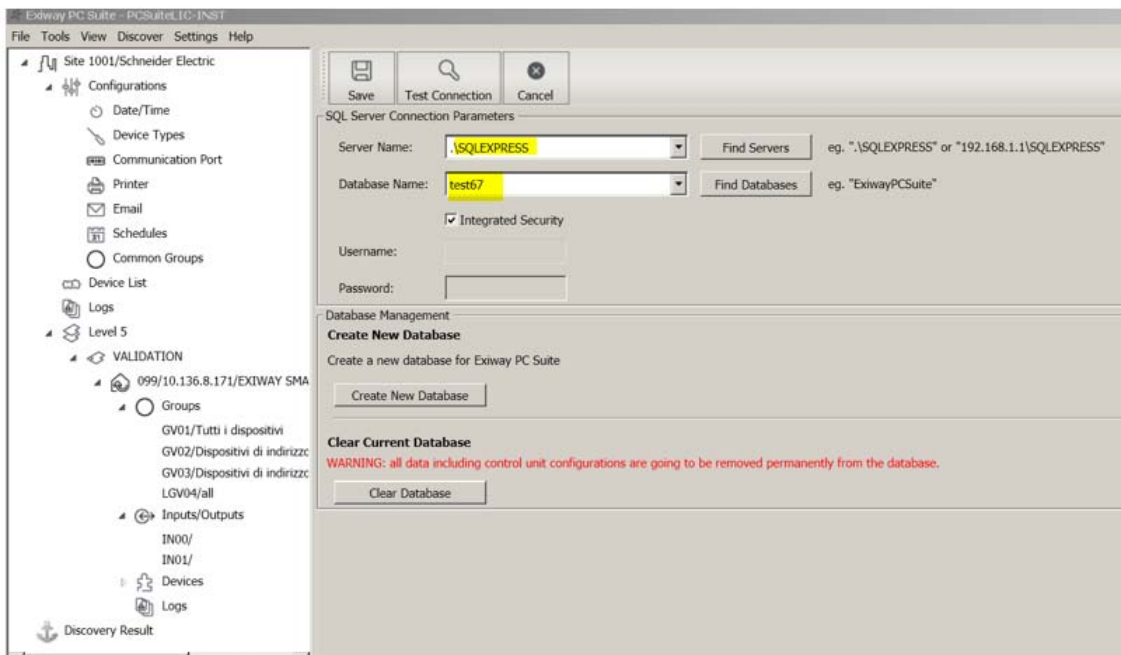 Exiway PC Suite - PCSuiteLIC-INST
File Tools View Discover Settings Help
Site 1001/Schneider Electric
Configurations
Date/Time
Device Types
Communication Port
Printer
Email
Schedules
Common Groups
Device List
Logs
Level 5
VALIDATION
099/10.136.8.171/EXIWAY SMA
Groups
GV01/Tutti i dispositivi
GV02/Dispositivi di indirizzo
GV03/Dispositivi di indirizzo
LGV04/all
Inputs/Outputs
IN00/
IN01/
Devices
Logs
Discovery Result
Save Test Connection Cancel
SQL Server Connection Parameters
Server Name: .\SQLEXPRESS Find Servers eg. ".\SQLEXPRESS" or "192.168.1.1\SQLEXPRESS"
Database Name: test67 Find Databases eg. "ExiwayPCSuite"
Integrated Security
Username:
Password:
Database Management
Create New Database
Create a new database for Exiway PC Suite
Create New Database
Clear Current Database
WARNING: all data including control unit configurations are going to be removed permanently from the database.
Clear Database